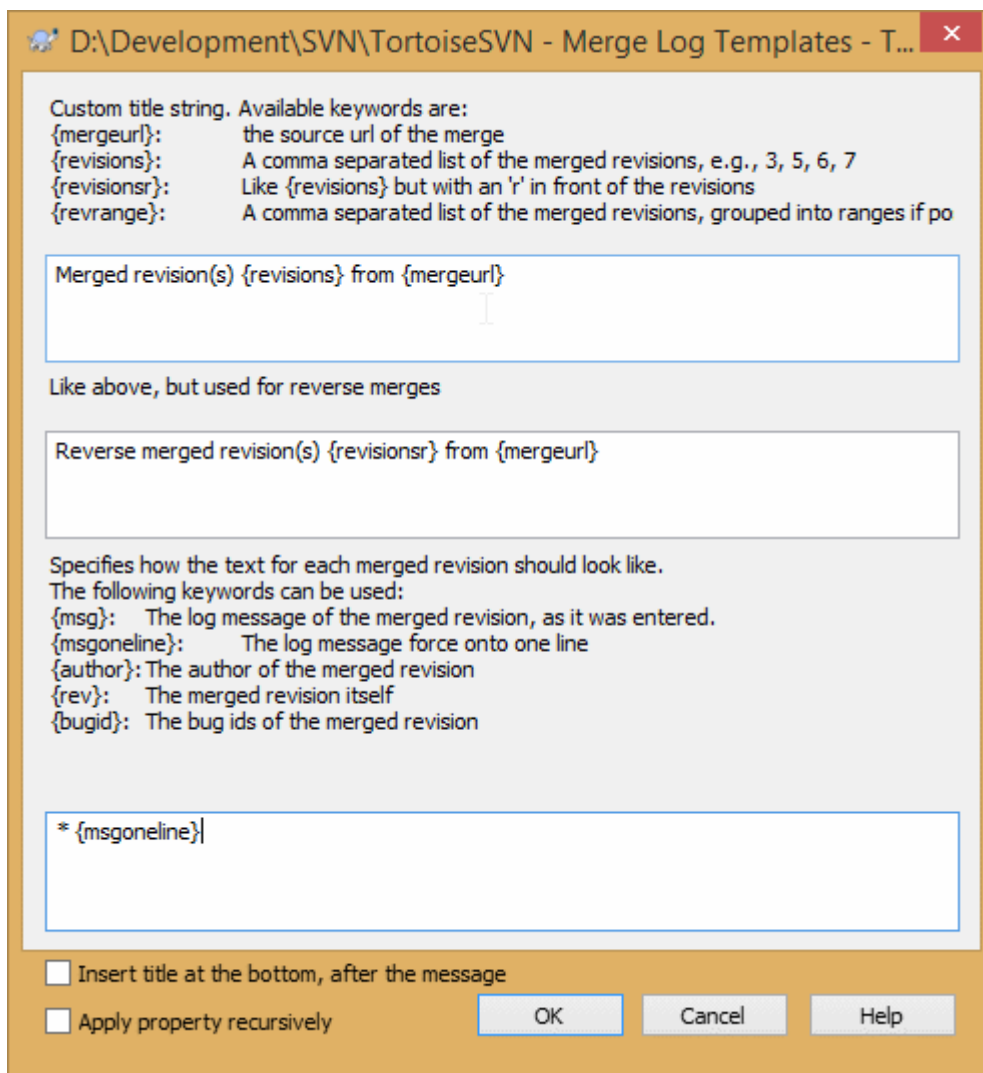 D:\Development\SVN\TortoiseSVN - Merge Log Templates - T...
Custom title string. Available keywords are:
{mergeurl}: the source url of the merge
{revisions}: A comma separated list of the merged revisions, e.g., 3, 5, 6, 7
{revisionsr}: Like {revisions} but with an 'r' in front of the revisions
{revrange}: A comma separated list of the merged revisions, grouped into ranges if po
Merged revision(s) {revisions} from {mergeurl}
Like above, but used for reverse merges
Reverse merged revision(s) {revisionsr} from {mergeurl}
Specifies how the text for each merged revision should look like.
The following keywords can be used:
{msg}: The log message of the merged revision, as it was entered.
{msgoneline}: The log message force onto one line
{author}: The author of the merged revision
{rev}: The merged revision itself
{bugid}: The bug ids of the merged revision
* {msgoneline}
Insert title at the bottom, after the message
Apply property recursively
OK Cancel Help